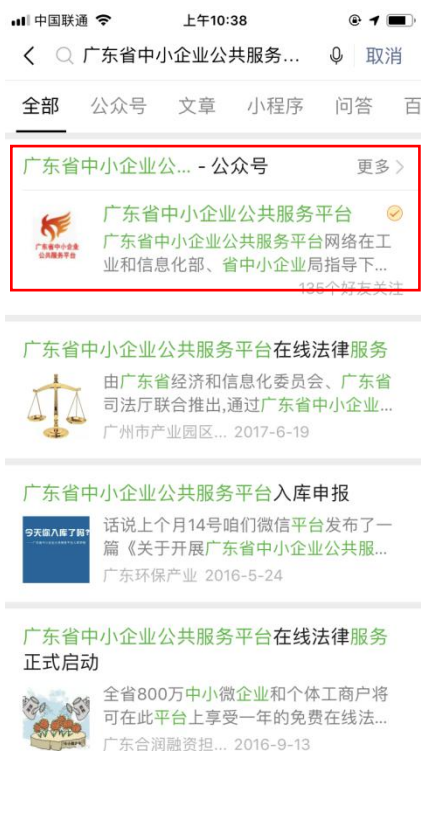 中国联通 上午10:38
广东省中小企业公共服务... 取消
全部 公众号 文章 小程序 问答 百
广东省中小企业公... - 公众号 更多
广东省中小企业公共服务平台
广东省中小企业公共服务平台网络在工
业和信息化部、省中小企业局指导下...
135个好友关注
广东省中小企业
公共服务平台
广东省中小企业公共服务平台在线法律服务
由广东省经济和信息化委员会、广东省
司法厅联合推出,通过广东省中小企业...
广州市产业园区... 2017-6-19
广东省中小企业公共服务平台入库申报
今天你入库了吗?
话说上个月14号咱们微信平台发布了一
篇《关于开展广东省中小企业公共服...
广东环保产业 2016-5-24
广东省中小企业公共服务平台在线法律服务
正式启动
全省800万中小微企业和个体工商户将
可在此平台上享受一年的免费在线法...
广东合润融资担... 2016-9-13